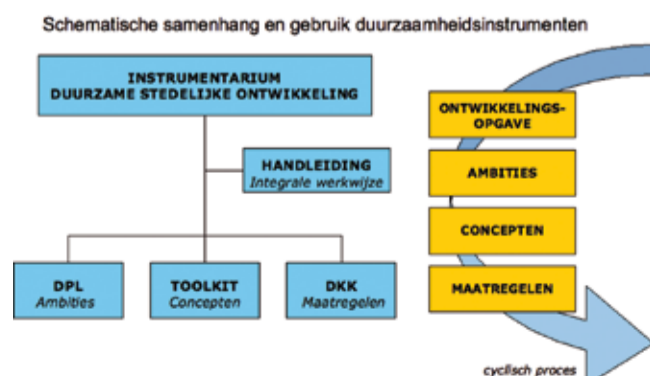 Schematische samenhang en gebruik duurzaamheidsinstrumenten
INSTRUMENTARIUM
DUURZAME STEDELIJKE ONTWIKKELING
HANDLEIDING
Integrale werkwijze
DPL
Ambities
TOOLKIT
Concepten
DKK
Maatregelen
ONTWIKKELINGS-
OPGAVE
AMBITIES
CONCEPTEN
MAATREGELEN
cyclisch proces